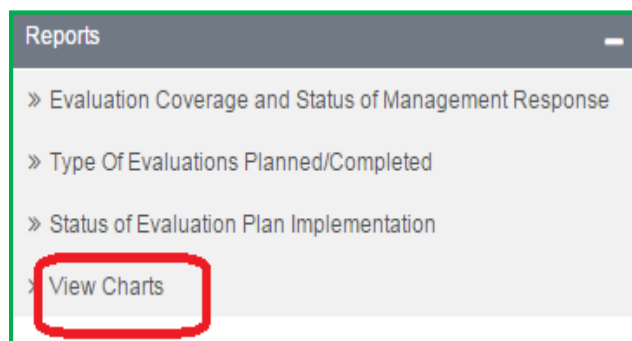 Reports
» Evaluation Coverage and Status of Management Response
» Type Of Evaluations Planned/Completed
» Status of Evaluation Plan Implementation
» View Charts